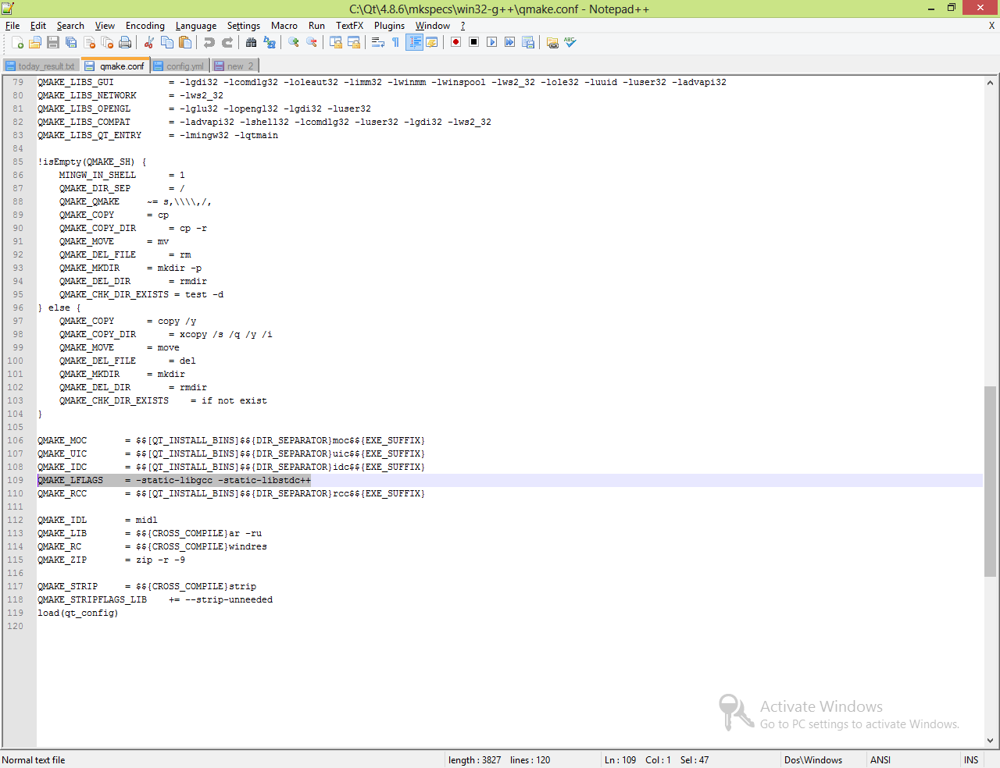 C:\Qt\4.8.6\mkspecs\win32-g++\qmake.conf - Notepad++
File Edit Search View Encoding Language Settings Macro Run TextFX Plugins Window ? X
today_result.txt qmake.conf config.yml new 2
79 QMAKE_LIBS_GUI = -lgdi32 -lcomdlg32 -loleaut32 -limm32 -lwinmm -lwinspool -lws2_32 -lole32 -luuid -luser32 -ladvapi32
80 QMAKE_LIBS_NETWORK = -lws2_32
81 QMAKE_LIBS_OPENGL = -lglu32 -lopengl32 -lgdi32 -luser32
82 QMAKE_LIBS_COMPAT = -ladvapi32 -lshell32 -lcomdlg32 -luser32 -lgdi32 -lws2_32
83 QMAKE_LIBS_QT_ENTRY = -lmingw32 -lqtmain
84
85 !isEmpty(QMAKE_SH) {
86 MINGW_IN_SHELL = 1
87 QMAKE_DIR_SEP = /
88 QMAKE_QMAKE ~= s,\\\\,/,
89 QMAKE_COPY = cp
90 QMAKE_COPY_DIR = cp -r
91 QMAKE_MOVE = mv
92 QMAKE_DEL_FILE = rm
93 QMAKE_MKDIR = mkdir -p
94 QMAKE_DEL_DIR = rmdir
95 QMAKE_CHK_DIR_EXISTS = test -d
96 } else {
97 QMAKE_COPY = copy /y
98 QMAKE_COPY_DIR = xcopy /s /q /y /i
99 QMAKE_MOVE = move
100 QMAKE_DEL_FILE = del
101 QMAKE_MKDIR = mkdir
102 QMAKE_DEL_DIR = rmdir
103 QMAKE_CHK_DIR_EXISTS = if not exist
104 }
105
106 QMAKE_MOC = $$[QT_INSTALL_BINS]$${DIR_SEPARATOR}moc$${EXE_SUFFIX}
107 QMAKE_UIC = $$[QT_INSTALL_BINS]$${DIR_SEPARATOR}uic$${EXE_SUFFIX}
108 QMAKE_IDC = $$[QT_INSTALL_BINS]$${DIR_SEPARATOR}idc$${EXE_SUFFIX}
109 QMAKE_LFLAGS = -static-libgcc -static-libstdc++
110 QMAKE_RCC = $$[QT_INSTALL_BINS]$${DIR_SEPARATOR}rcc$${EXE_SUFFIX}
111
112 QMAKE_IDL = midl
113 QMAKE_LIB = $${CROSS_COMPILE}ar -ru
114 QMAKE_RC = $${CROSS_COMPILE}windres
115 QMAKE_ZIP = zip -r -9
116
117 QMAKE_STRIP = $${CROSS_COMPILE}strip
118 QMAKE_STRIPFLAGS_LIB += --strip-unneeded
119 load(qt_config)
120
Activate Windows
Go to PC settings to activate Windows.
Normal text file length : 3827 lines : 120 Ln : 109 Col : 1 Sel : 47 Dos\Windows ANSI INS